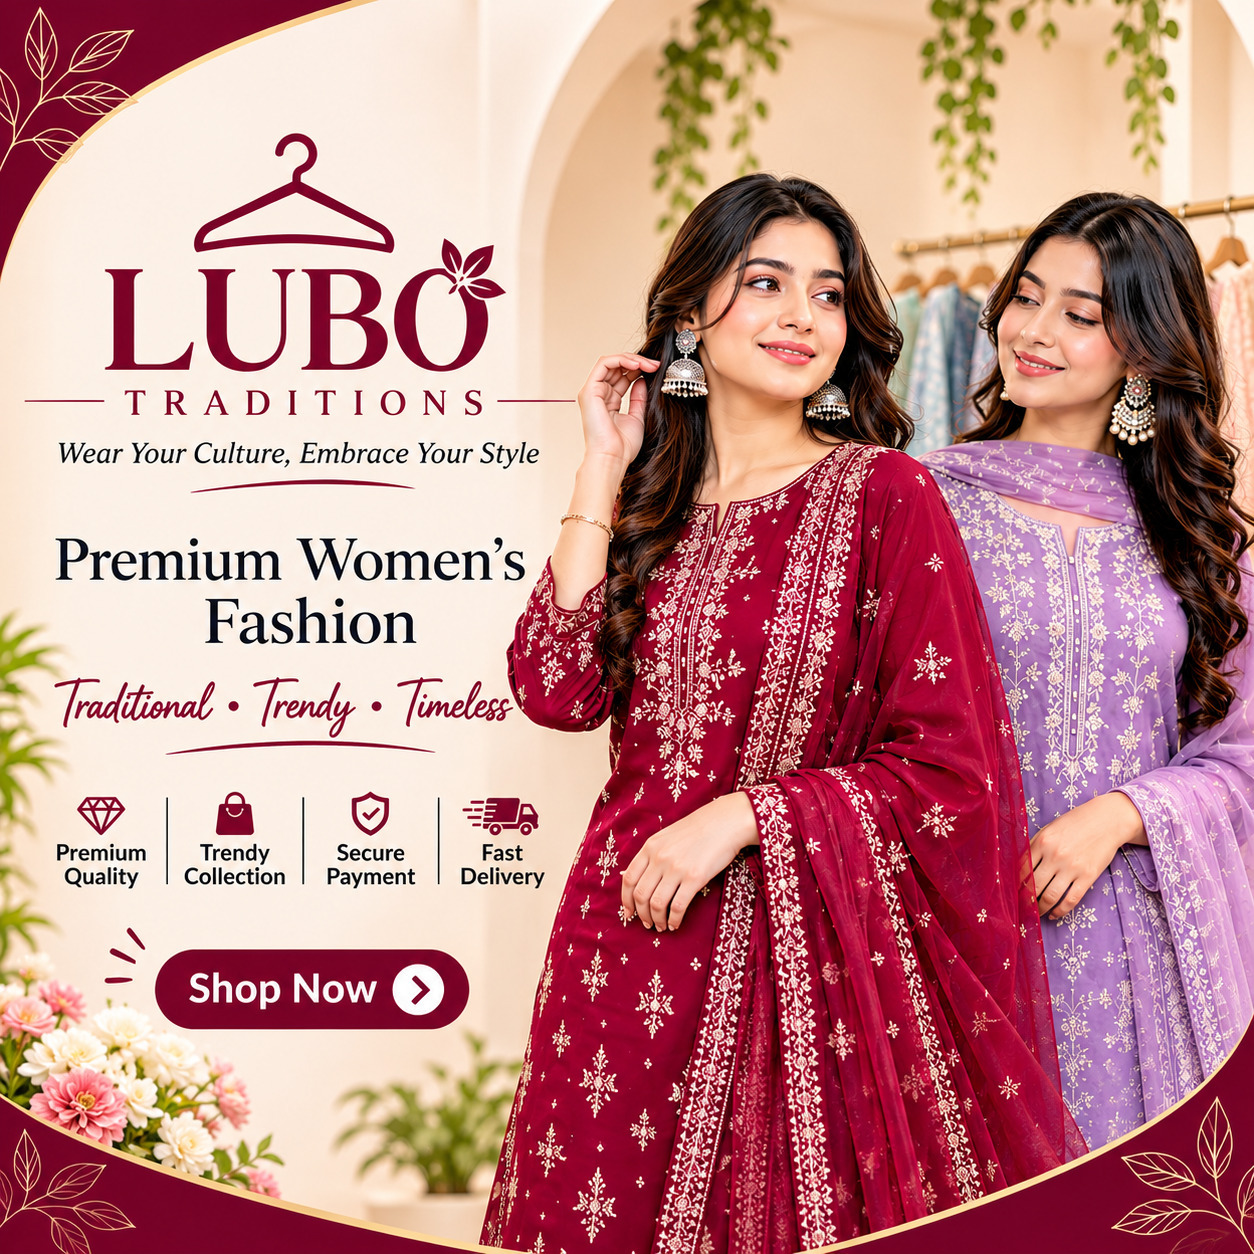 LUBO
TRADITIONS
Wear Your Culture, Embrace Your Style
Premium Women's
Fashion
Traditional • Trendy • Timeless
Premium
Quality
Trendy
Collection
Secure
Payment
Fast
Delivery
Shop Now